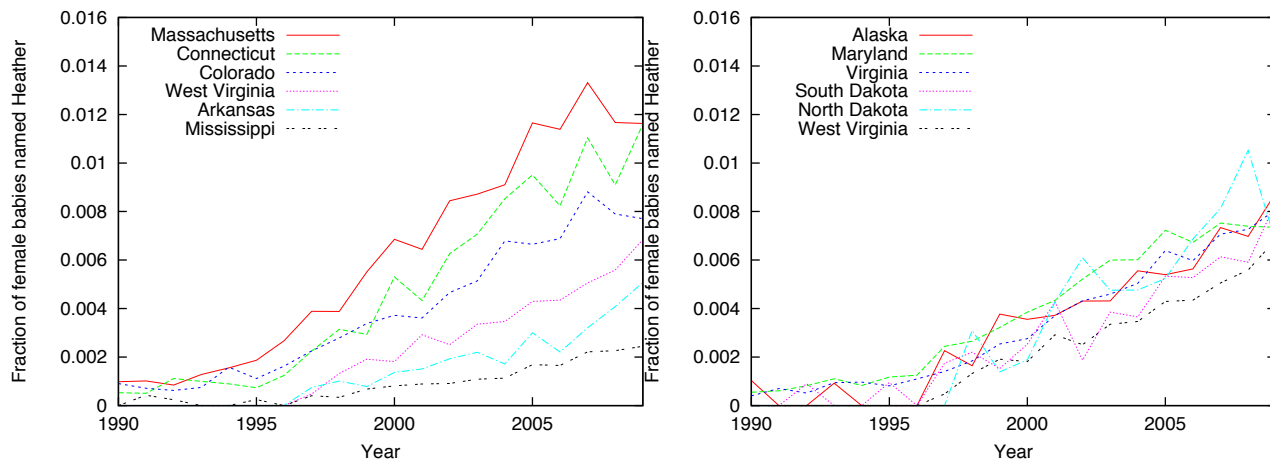 Fraction of female babies named Heather
0.016
0.014
0.012
0.01
0.008
0.006
0.004
0.002
0
Massachusetts
Connecticut
Colorado
West Virginia
Arkansas
Mississippi
1990 1995 2000 2005
Year
Fraction of female babies named Heather
0.016
0.014
0.012
0.01
0.008
0.006
0.004
0.002
0
Alaska
Maryland
Virginia
South Dakota
North Dakota
West Virginia
1990 1995 2000 2005
Year